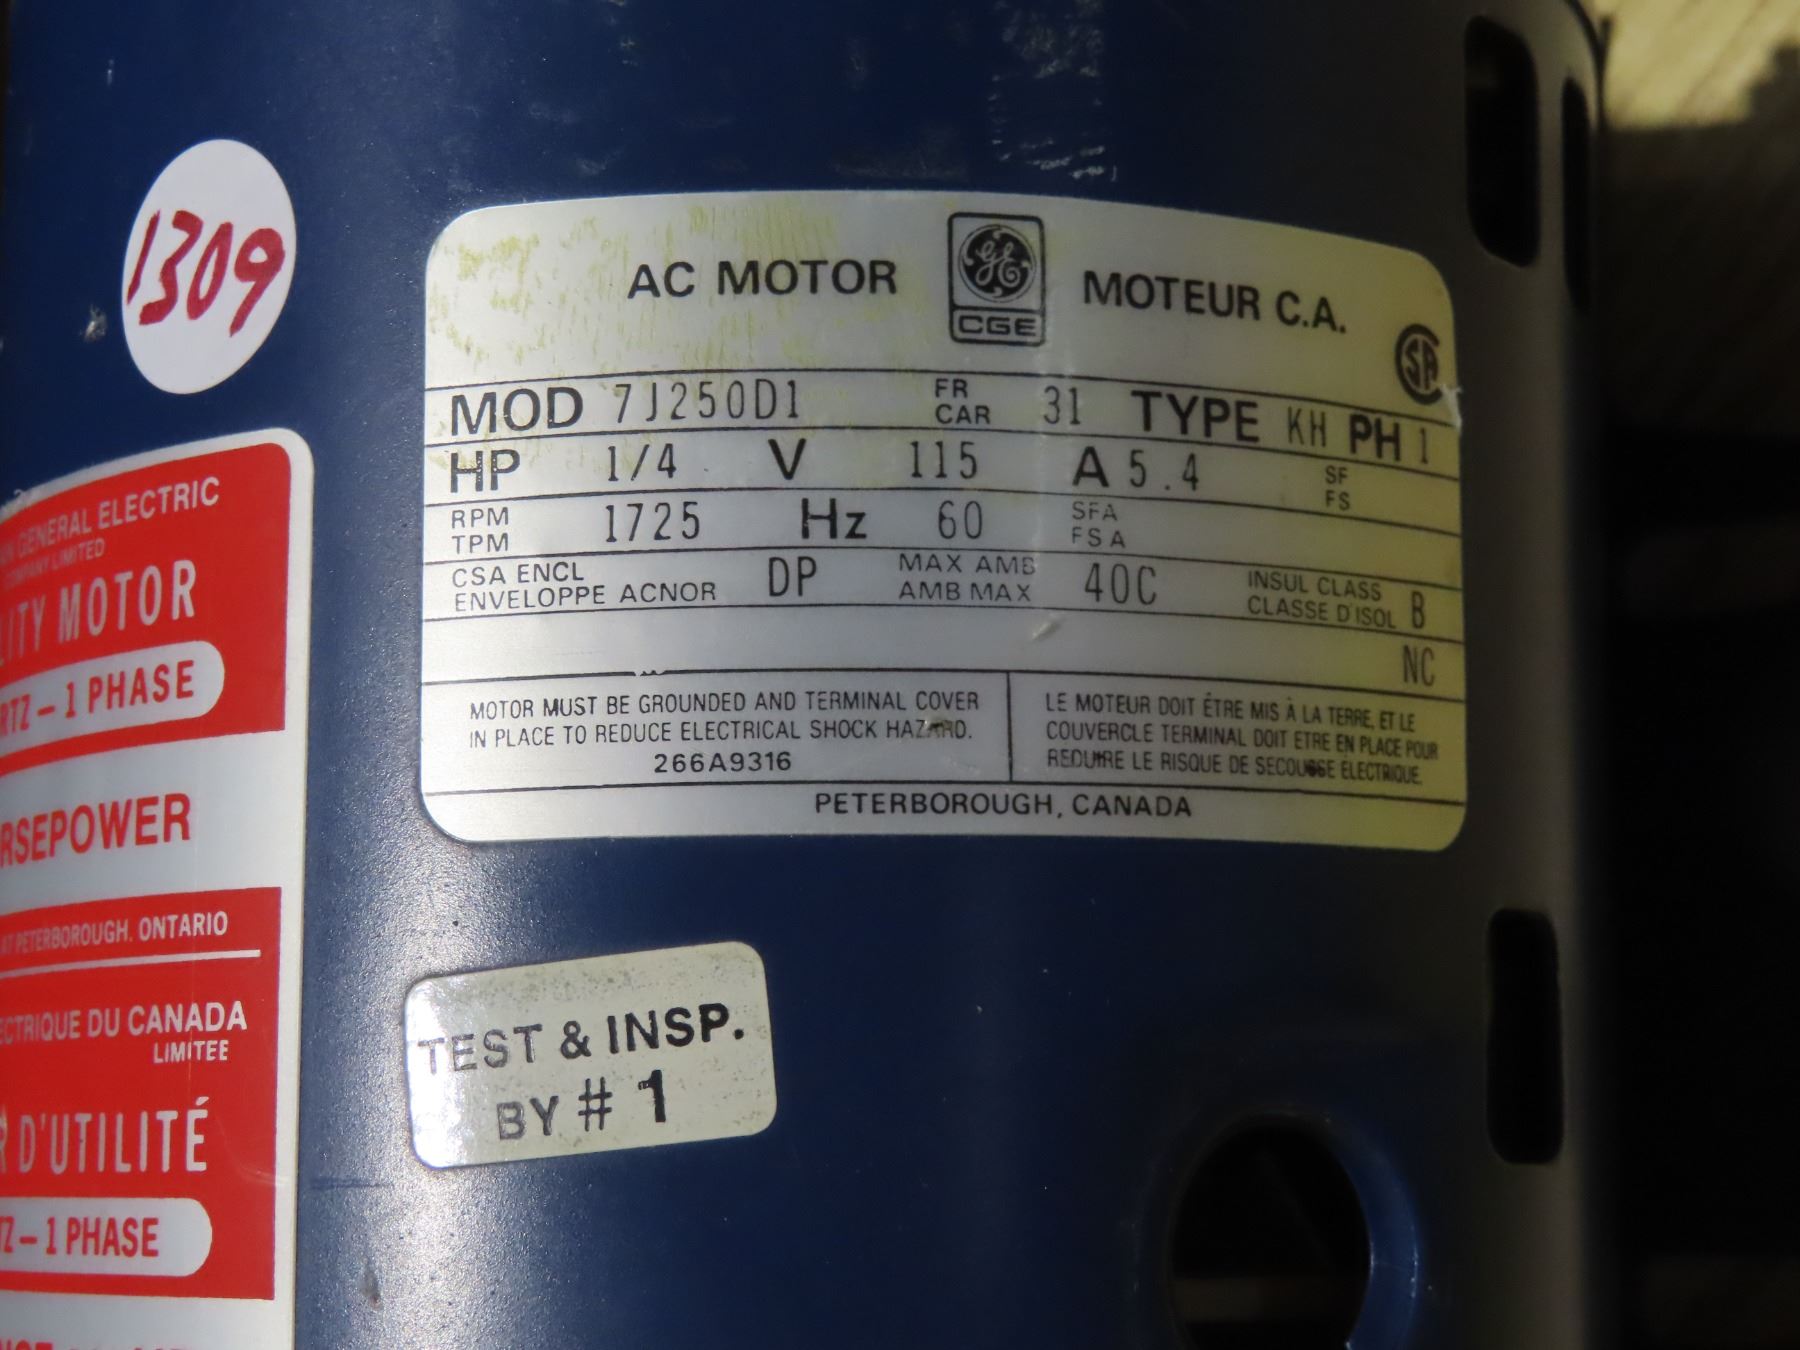 1309
AC MOTOR
GE
CGE
MOTEUR C.A.
SA
MOD 7J250D1 FR CAR 31 TYPE KH PH 1
HP 1/4 V 115 A 5.4 SF FS
RPM TPM 1725 Hz 60 SFA FSA
CSA ENCL ENVELOPPE ACNOR DP MAX AMB AMB MAX 40C INSUL CLASS CLASSE D'ISOL B
NC
MOTOR MUST BE GROUNDED AND TERMINAL COVER
IN PLACE TO REDUCE ELECTRICAL SHOCK HAZARD.
266A9316
LE MOTEUR DOIT ÊTRE MIS À LA TERRE, ET LE
COUVERCLE TERMINAL DOIT ETRE EN PLACE POUR
REDUIRE LE RISQUE DE SECOUSSE ELECTRIQUE.
PETERBOROUGH, CANADA
GENERAL ELECTRIC
COMPANY LIMITED
MOTOR
– 1 PHASE
RSEPOWER
PETERBOROUGH, ONTARIO
CTRIQUE DU CANADA
LIMITEE
D'UTILITÉ
– 1 PHASE
TEST & INSP.
BY # 1